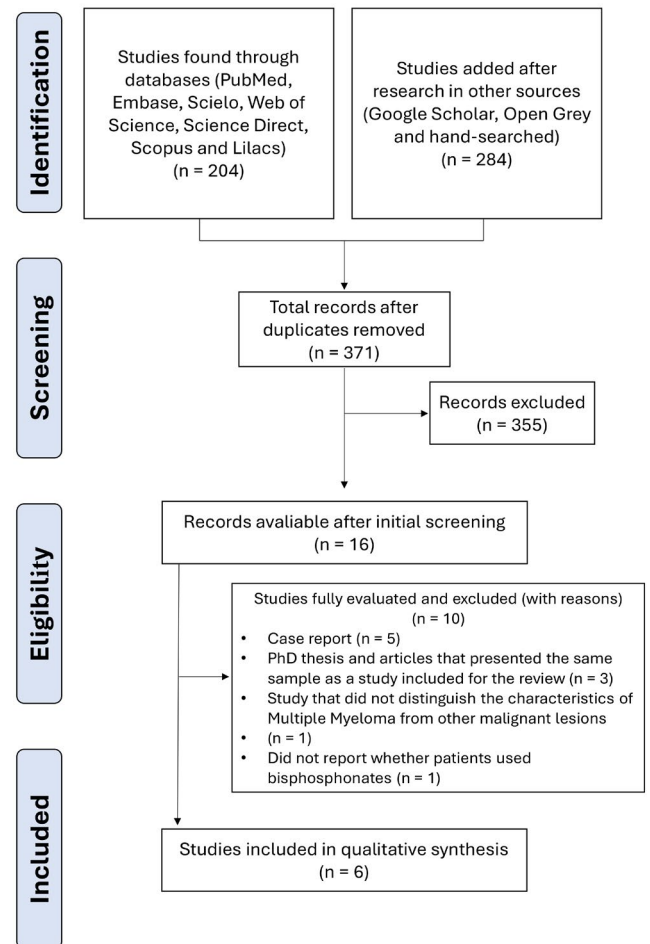 Identification
Studies found through
databases (PubMed,
Embase, Scielo, Web of
Science, Science Direct,
Scopus and Lilacs)
(n = 204)
Studies added after
research in other sources
(Google Scholar, Open Grey
and hand-searched)
(n = 284)
Screening
Total records after
duplicates removed
(n = 371)
Records excluded
(n = 355)
Eligibility
Records avaliable after initial screening
(n = 16)
Studies fully evaluated and excluded (with reasons)
(n = 10)
• Case report (n = 5)
• PhD thesis and articles that presented the same
sample as a study included for the review (n = 3)
• Study that did not distinguish the characteristics of
Multiple Myeloma from other malignant lesions
• (n = 1)
• Did not report whether patients used
bisphosphonates (n = 1)
Included
Studies included in qualitative synthesis
(n = 6)